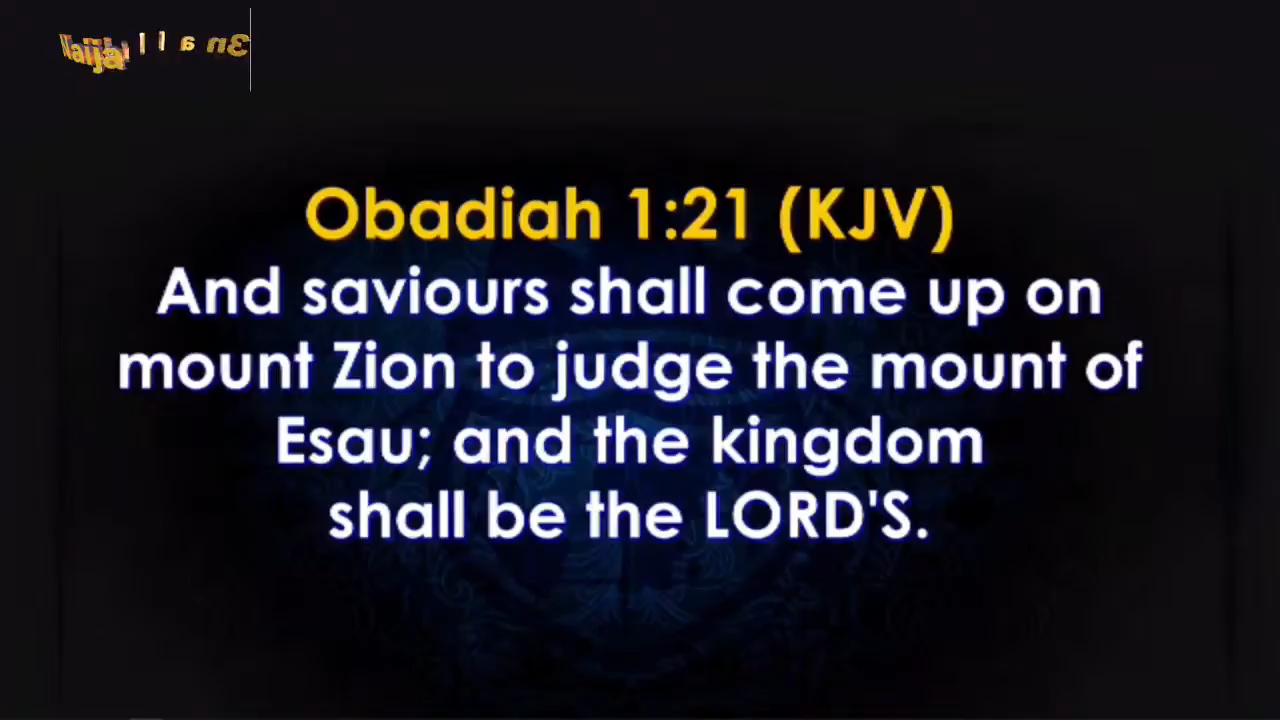 Obadiah 1:21 (KJV)
And saviours shall come up on
mount Zion to judge the mount of
Esau; and the kingdom
shall be the LORD'S.